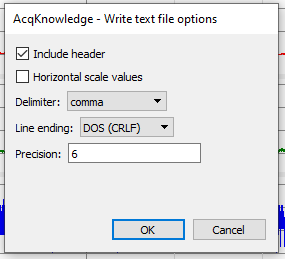 AcqKnowledge - Write text file options
Include header
Horizontal scale values
Delimiter: comma
Line ending: DOS (CRLF)
Precision: 6
OK Cancel